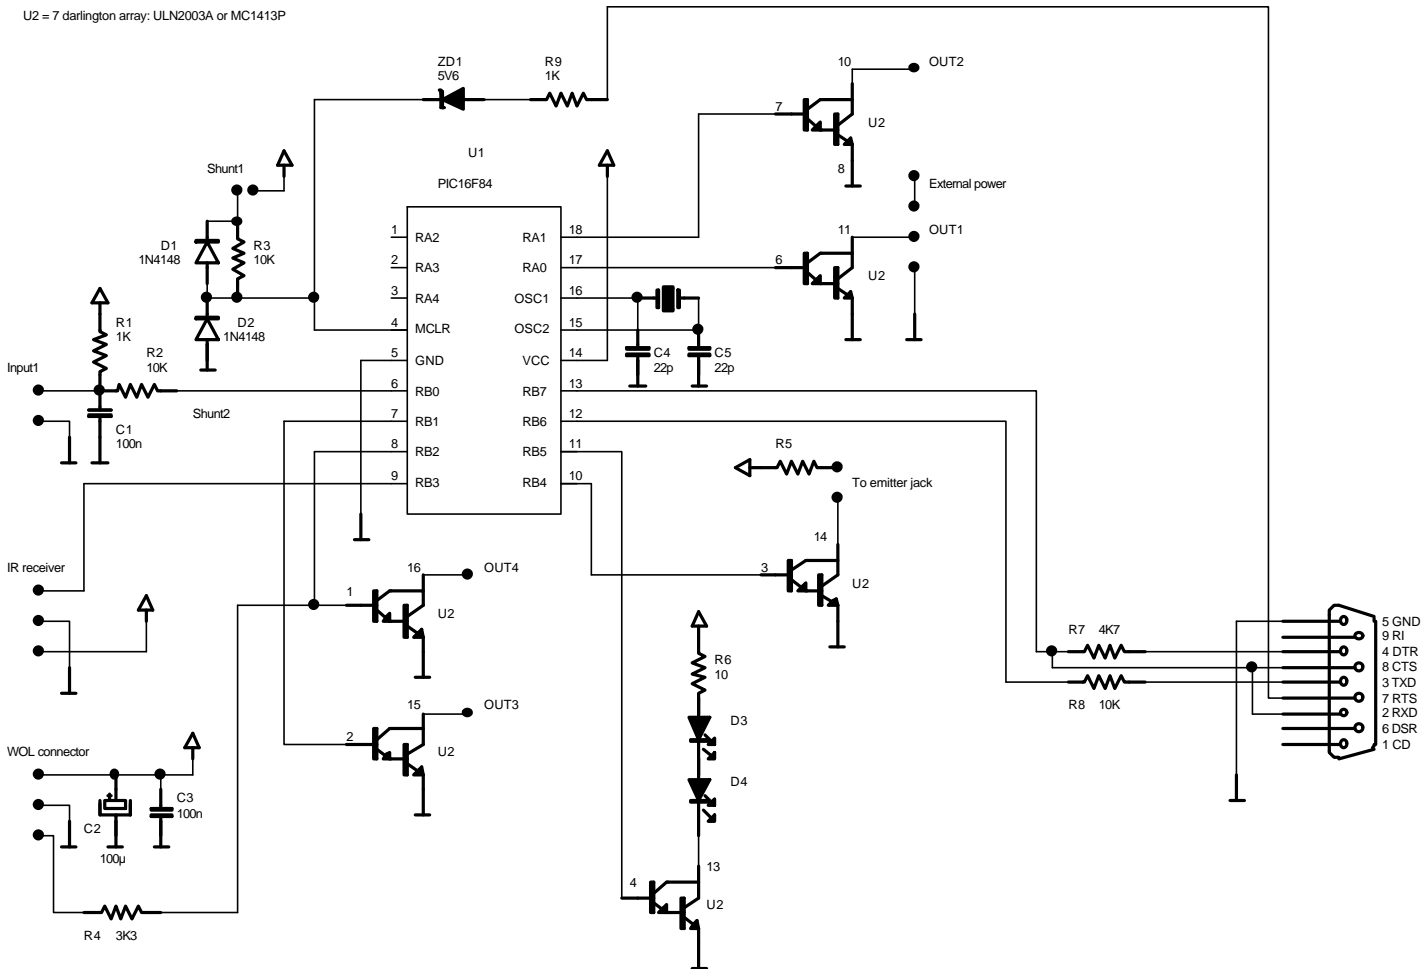 U2 = 7 darlington array: ULN2003A or MC1413P
ZD1
5V6
R9
1K
10
OUT2
7
U2
8
U1
PIC16F84
Shunt1
External power
D1
1N4148
R3
10K
D2
1N4148
11
OUT1
6
U2
1
RA2
2
RA3
3
RA4
4
MCLR
5
GND
6
RB0
7
RB1
8
RB2
9
RB3
RA1
18
RA0
17
OSC1
16
OSC2
15
VCC
14
RB7
13
RB6
12
RB5
11
RB4
10
C4
22p
C5
22p
R1
1K
R2
10K
Input1
Shunt2
C1
100n
R5
To emitter jack
14
3
U2
IR receiver
16
OUT4
1
U2
15
OUT3
2
U2
R6
10
D3
D4
13
4
U2
WOL connector
C2
100µ
C3
100n
R4 3K3
R7 4K7
R8 10K
5 GND
9 RI
4 DTR
8 CTS
3 TXD
7 RTS
2 RXD
6 DSR
1 CD